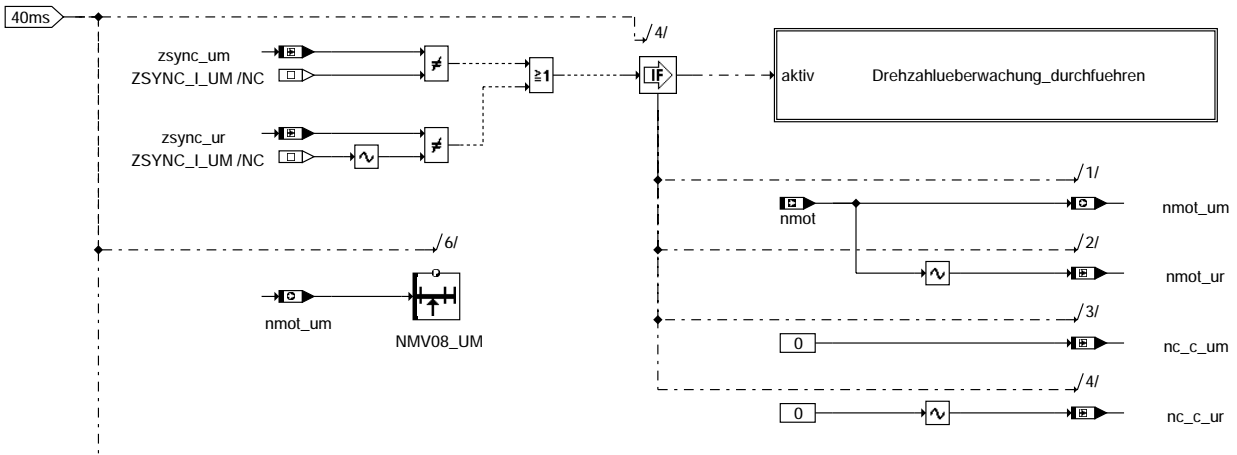 40ms
/4/
zsync_um
ZSYNC_I_UM /NC
≠
≧1
IF
aktiv
Drehzahlueberwachung_durchfuehren
zsync_ur
ZSYNC_I_UM /NC
≠
/1/
nmot
nmot_um
/6/
/2/
nmot_ur
nmot_um
NMV08_UM
/3/
0
nc_c_um
/4/
0
nc_c_ur